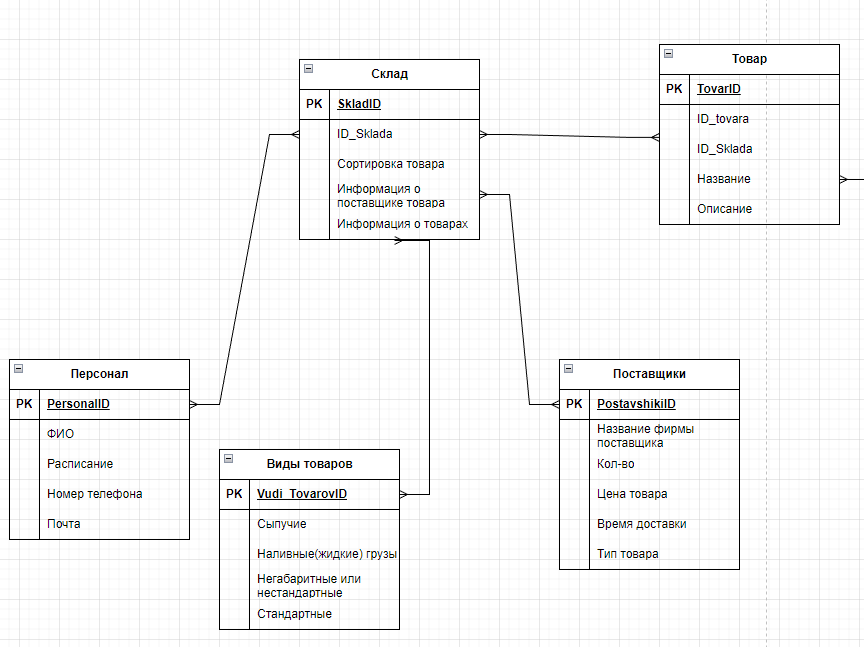 Склад
PK SkladID
ID_Sklada
Сортировка товара
Информация о
поставщике товара
Информация о товарах
Товар
PK TovarID
ID_tovara
ID_Sklada
Название
Описание
Персонал
PK PersonalID
ФИО
Расписание
Номер телефона
Почта
Виды товаров
PK Vudi_TovarovID
Сыпучие
Наливные(жидкие) грузы
Негабаритные или
нестандартные
Стандартные
Поставщики
PK PostavshikiID
Название фирмы
поставщика
Кол-во
Цена товара
Время доставки
Тип товара